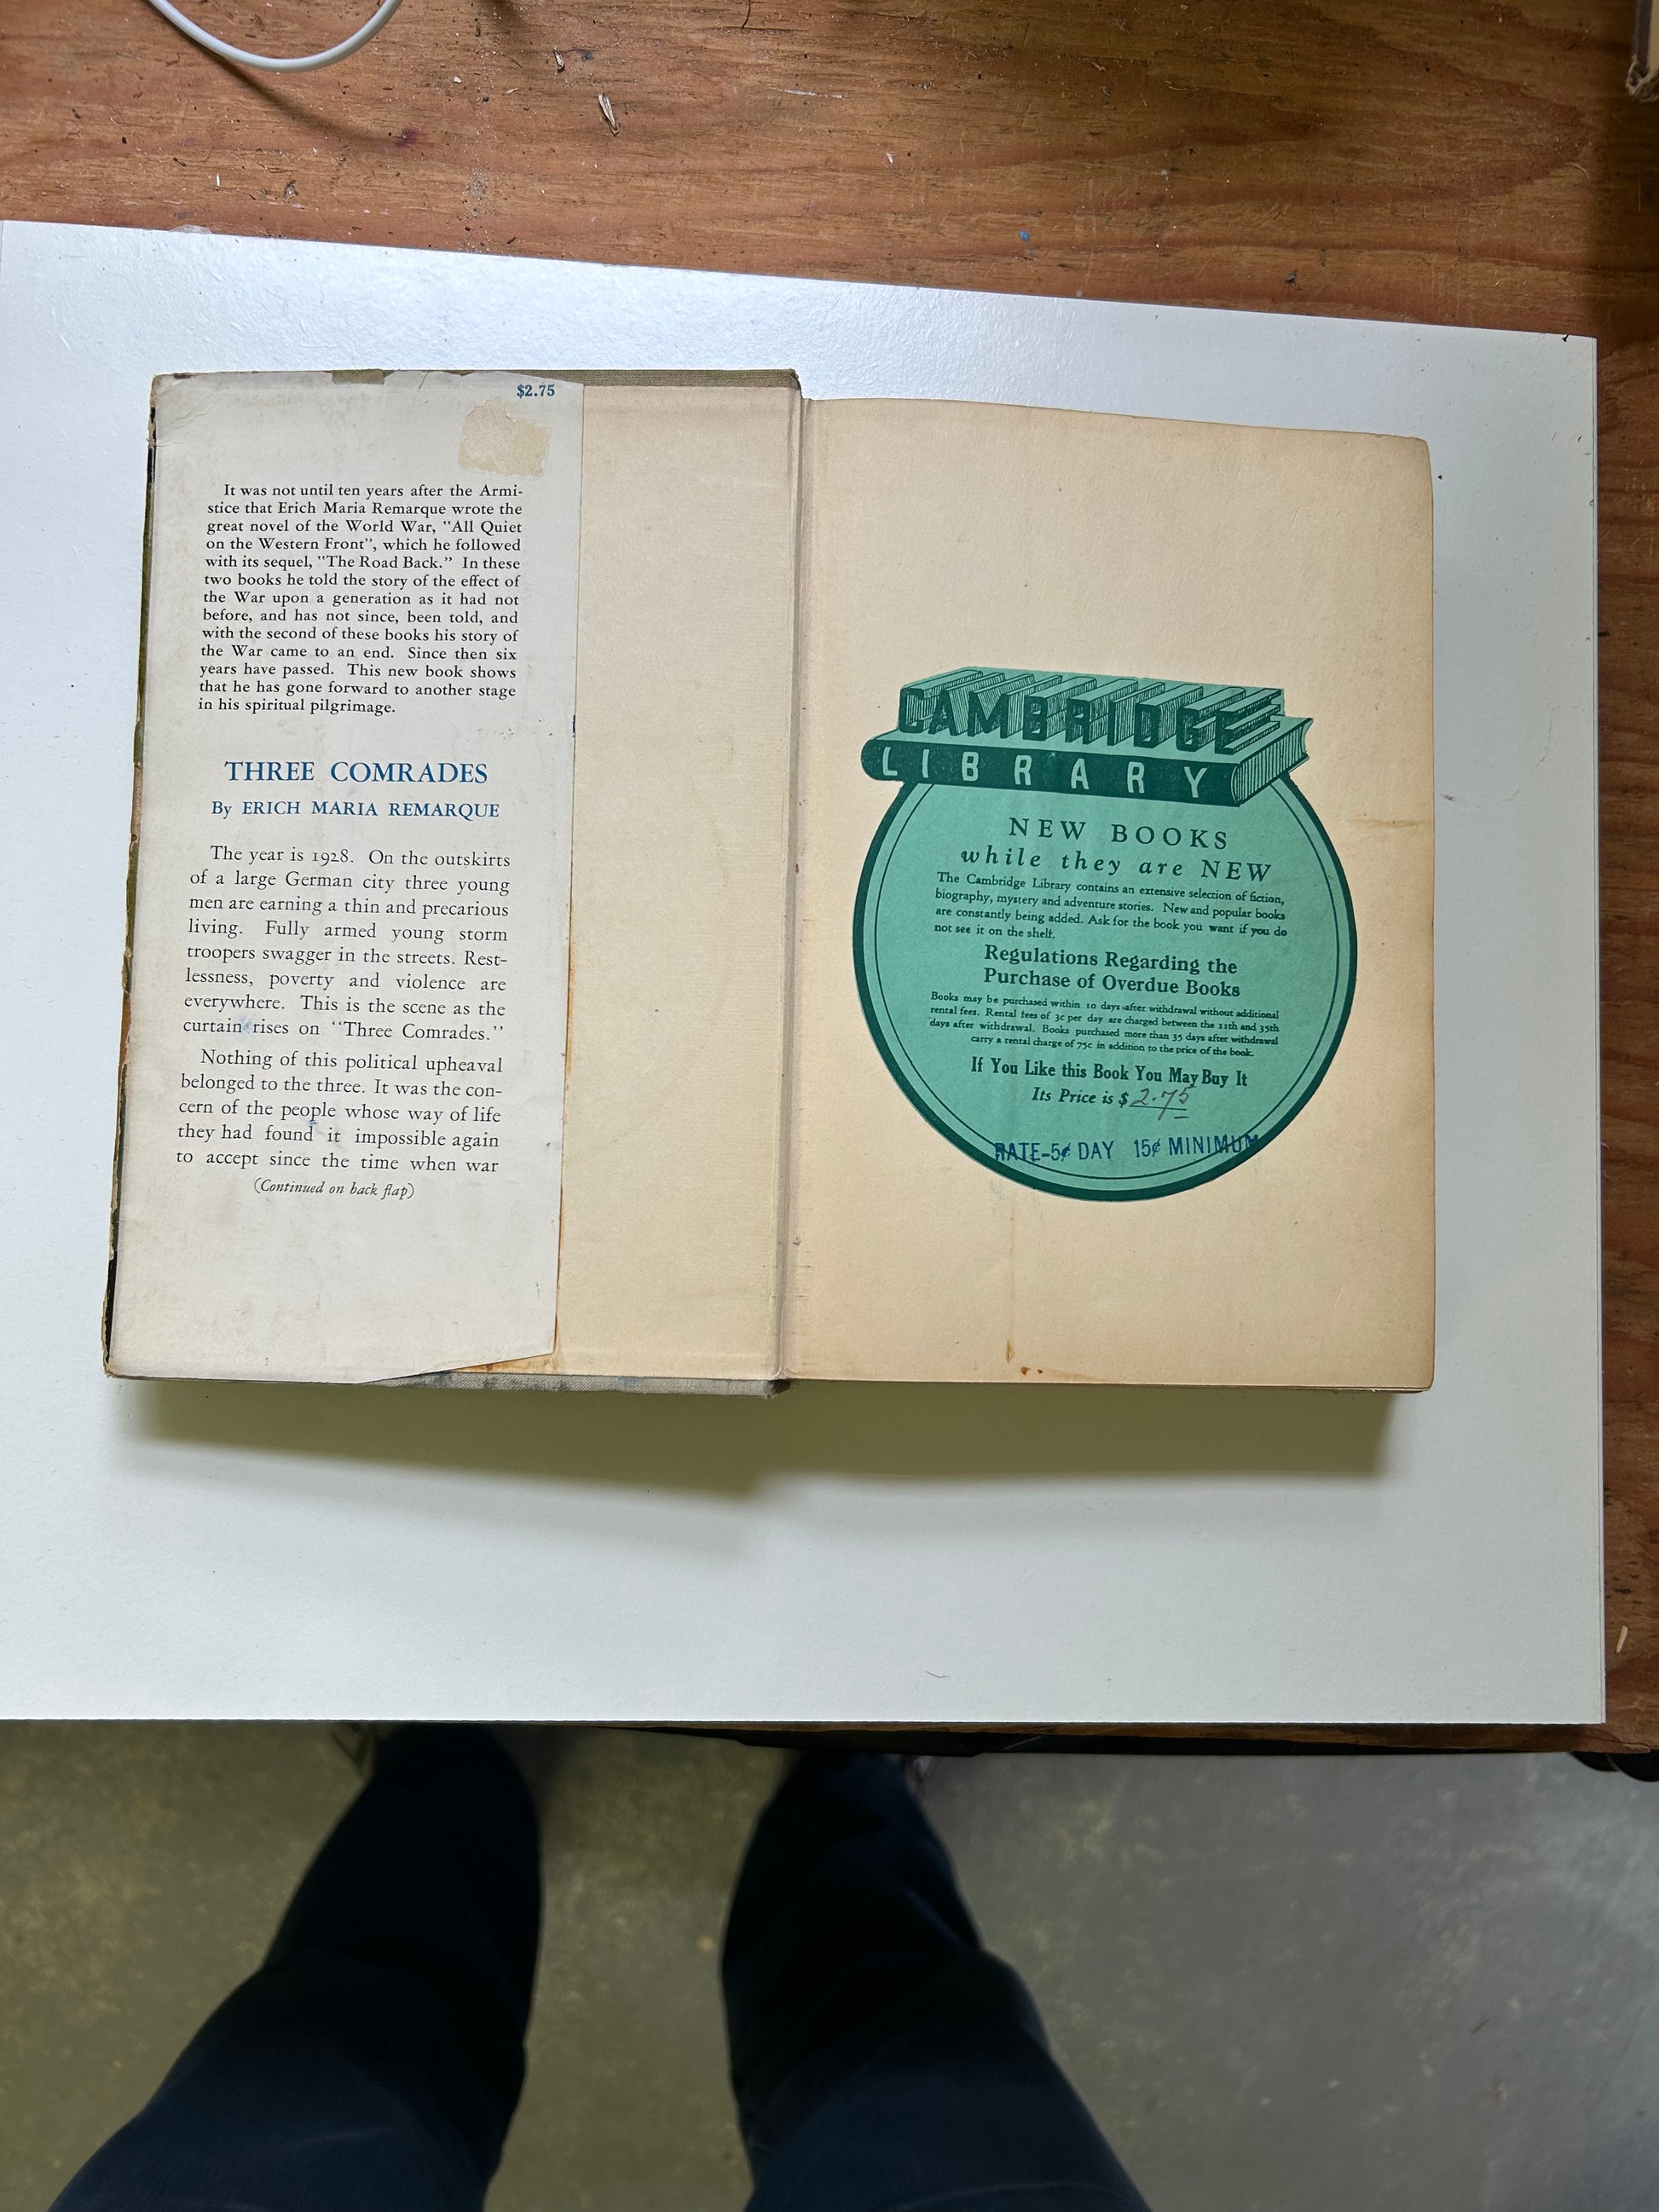 $2.75
It was not until ten years after the Armi-
stice that Erich Maria Remarque wrote the
great novel of the World War, "All Quiet
on the Western Front", which he followed
with its sequel, "The Road Back." In these
two books he told the story of the effect of
the War upon a generation as it had not
before, and has not since, been told, and
with the second of these books his story of
the War came to an end. Since then six
years have passed. This new book shows
that he has gone forward to another stage
in his spiritual pilgrimage.
THREE COMRADES
By ERICH MARIA REMARQUE
The year is 1928. On the outskirts
of a large German city three young
men are earning a thin and precarious
living. Fully armed young storm
troopers swagger in the streets. Rest-
lessness, poverty and violence are
everywhere. This is the scene as the
curtain rises on "Three Comrades."
Nothing of this political upheaval
belonged to the three. It was the con-
cern of the people whose way of life
they had found it impossible again
to accept since the time when war
(Continued on back flap)
CAMBRIDGE
LIBRARY
NEW BOOKS
while they are NEW
The Cambridge Library contains an extensive selection of fiction,
biography, mystery and adventure stories. New and popular books
are constantly being added. Ask for the book you want if you do
not see it on the shelf.
Regulations Regarding the
Purchase of Overdue Books
Books may be purchased within 10 days after withdrawal without additional
rental fees. Rental fees of 3c per day are charged between the 11th and 35th
days after withdrawal. Books purchased more than 35 days after withdrawal
carry a rental charge of 75c in addition to the price of the book.
If You Like this Book You May Buy It
Its Price is $ 2.75
RATE-5¢ DAY 15¢ MINIMUM